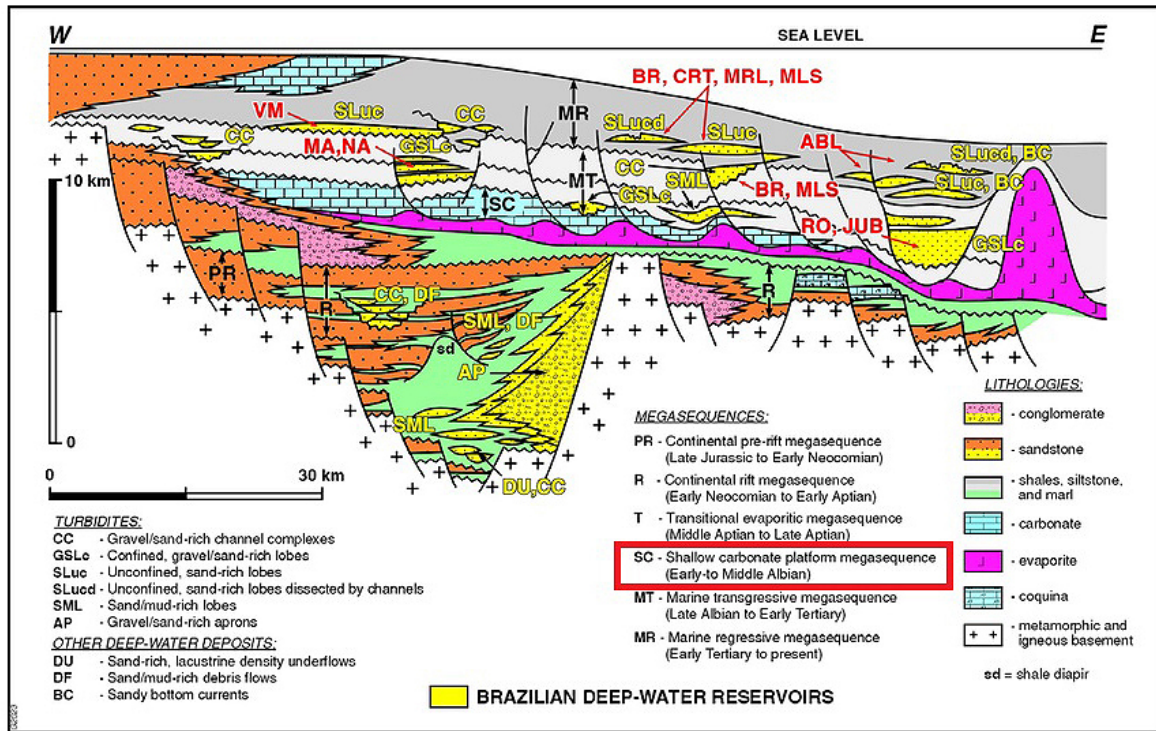 W
SEA LEVEL
E
BR, CRT, MRL, MLS
MR
VM
SLuc
CC
SLucd
SLuc
CC
GSLc
MA,NA
MT
CC
ABL
SLucd, BC
SLuc, BC
SML
GSLc
BR, MLS
SC
10 km
RO, JUB
GSLc
PR
R
R
CC, DF
SML, DF
sd
AP
SML
DU,CC
0
0
30 km
TURBIDITES:
CC - Gravel/sand-rich channel complexes
GSLc - Confined, gravel/sand-rich lobes
SLuc - Unconfined, sand-rich lobes
SLucd - Unconfined, sand-rich lobes dissected by channels
SML - Sand/mud-rich lobes
AP - Gravel/sand-rich aprons
OTHER DEEP-WATER DEPOSITS:
DU - Sand-rich, lacustrine density underflows
DF - Sand/mud-rich debris flows
BC - Sandy bottom currents
MEGASEQUENCES:
PR - Continental pre-rift megasequence
(Late Jurassic to Early Neocomian)
R - Continental rift megasequence
(Early Neocomian to Early Aptian)
T - Transitional evaporitic megasequence
(Middle Aptian to Late Aptian)
SC - Shallow carbonate platform megasequence
(Early-to Middle Albian)
MT - Marine transgressive megasequence
(Late Albian to Early Tertiary)
MR - Marine regressive megasequence
(Early Tertiary to present)
LITHOLOGIES:
- conglomerate
- sandstone
- shales, siltstone,
and marl
- carbonate
- evaporite
- coquina
- metamorphic and
igneous basement
sd = shale diapir
BRAZILIAN DEEP-WATER RESERVOIRS